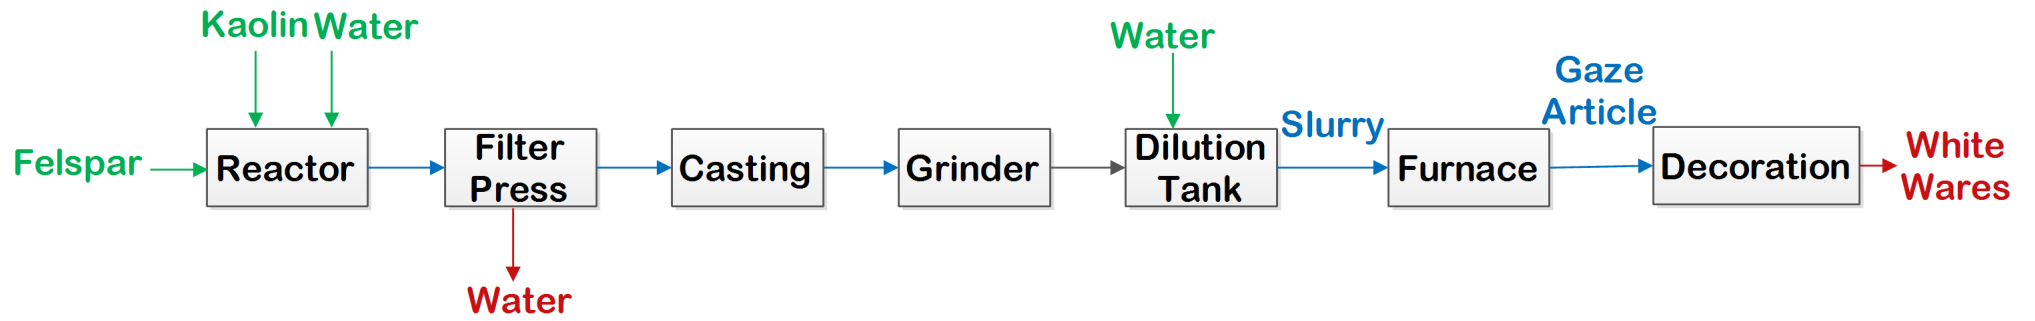 Kaolin Water
Water
Gaze
Article
Slurry
Felspar
Reactor
Filter
Press
Casting
Grinder
Dilution
Tank
Furnace
Decoration
White
Wares
Water